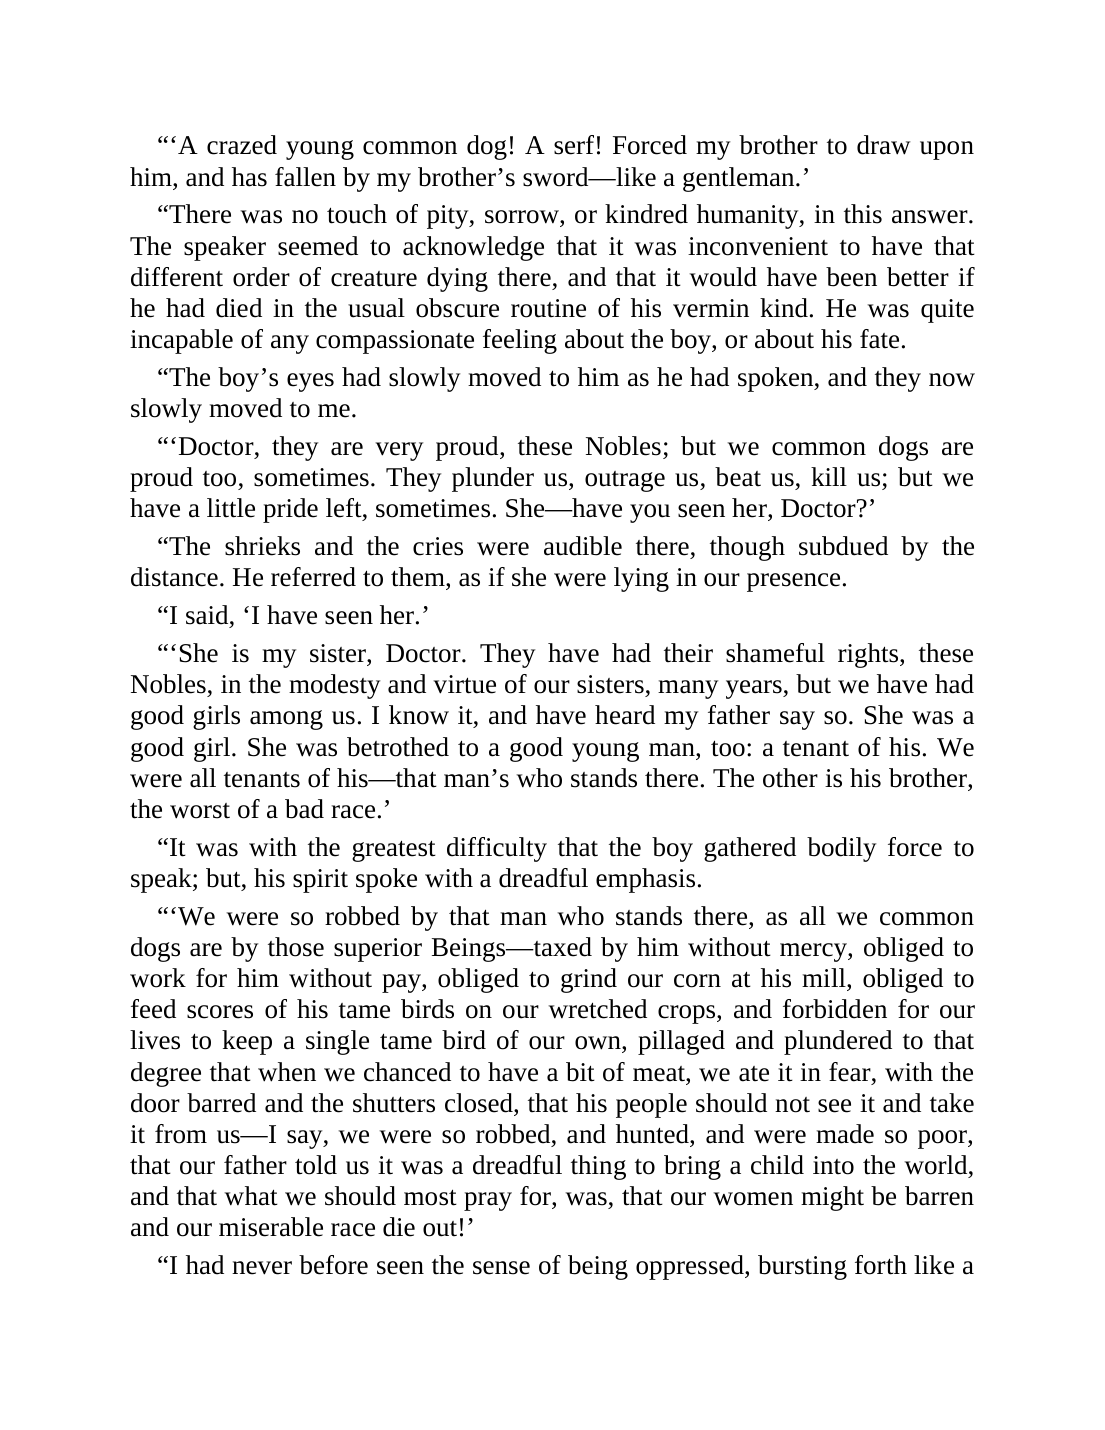 “‘A crazed young common dog! A serf! Forced my brother to draw upon
him, and has fallen by my brother’s sword—like a gentleman.’
“There was no touch of pity, sorrow, or kindred humanity, in this answer.
The speaker seemed to acknowledge that it was inconvenient to have that
different order of creature dying there, and that it would have been better if
he had died in the usual obscure routine of his vermin kind. He was quite
incapable of any compassionate feeling about the boy, or about his fate.
“The boy’s eyes had slowly moved to him as he had spoken, and they now
slowly moved to me.
“‘Doctor, they are very proud, these Nobles; but we common dogs are
proud too, sometimes. They plunder us, outrage us, beat us, kill us; but we
have a little pride left, sometimes. She—have you seen her, Doctor?’
“The shrieks and the cries were audible there, though subdued by the
distance. He referred to them, as if she were lying in our presence.
“I said, ‘I have seen her.’
“‘She is my sister, Doctor. They have had their shameful rights, these
Nobles, in the modesty and virtue of our sisters, many years, but we have had
good girls among us. I know it, and have heard my father say so. She was a
good girl. She was betrothed to a good young man, too: a tenant of his. We
were all tenants of his—that man’s who stands there. The other is his brother,
the worst of a bad race.’
“It was with the greatest difficulty that the boy gathered bodily force to
speak; but, his spirit spoke with a dreadful emphasis.
“‘We were so robbed by that man who stands there, as all we common
dogs are by those superior Beings—taxed by him without mercy, obliged to
work for him without pay, obliged to grind our corn at his mill, obliged to
feed scores of his tame birds on our wretched crops, and forbidden for our
lives to keep a single tame bird of our own, pillaged and plundered to that
degree that when we chanced to have a bit of meat, we ate it in fear, with the
door barred and the shutters closed, that his people should not see it and take
it from us—I say, we were so robbed, and hunted, and were made so poor,
that our father told us it was a dreadful thing to bring a child into the world,
and that what we should most pray for, was, that our women might be barren
and our miserable race die out!’
“I had never before seen the sense of being oppressed, bursting forth like a